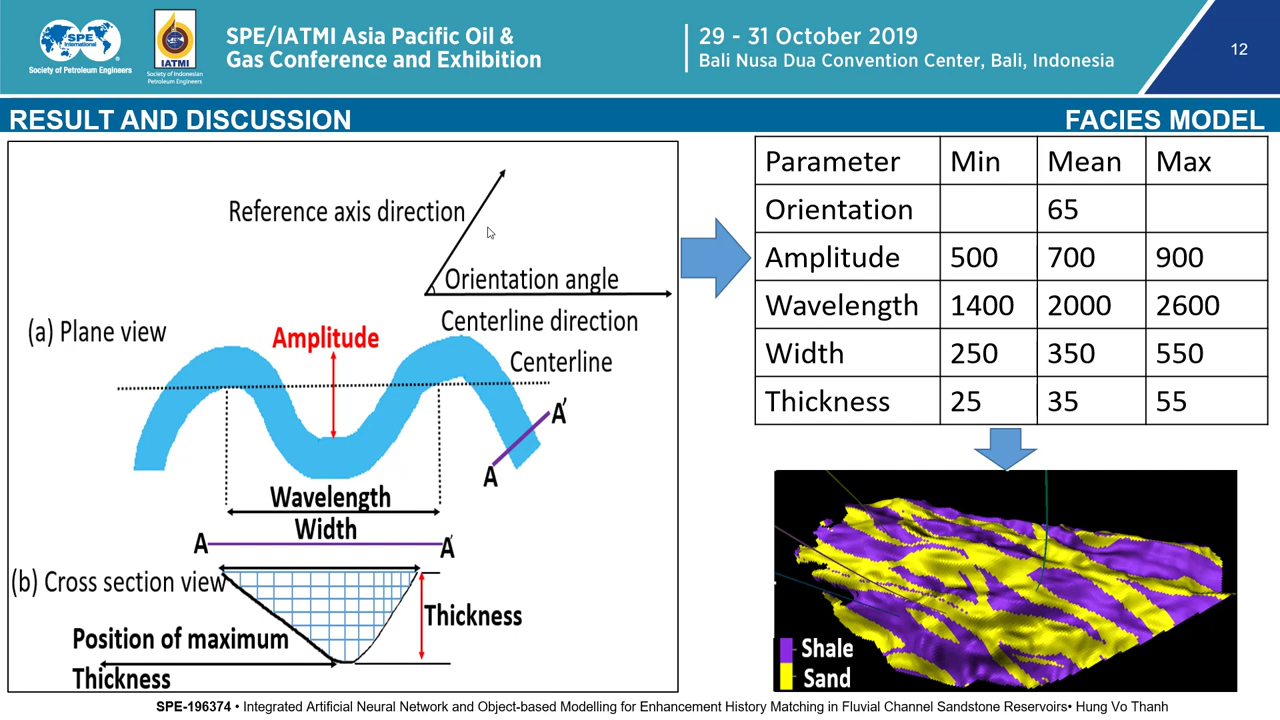 SPE
International
Society of Petroleum Engineers
IATMI
Society of Indonesian
Petroleum Engineers
SPE/IATMI Asia Pacific Oil &
Gas Conference and Exhibition
29 - 31 October 2019
Bali Nusa Dua Convention Center, Bali, Indonesia
12
RESULT AND DISCUSSION
FACIES MODEL
Reference axis direction
Orientation angle
Centerline direction
(a) Plane view
Amplitude
Centerline
A'
A
Wavelength
Width
A
A'
(b) Cross section view
Thickness
Position of maximum
Thickness
Parameter Min Mean Max
Orientation 65
Amplitude 500 700 900
Wavelength 1400 2000 2600
Width 250 350 550
Thickness 25 35 55
Shale
Sand
SPE-196374 • Integrated Artificial Neural Network and Object-based Modelling for Enhancement History Matching in Fluvial Channel Sandstone Reservoirs• Hung Vo Thanh